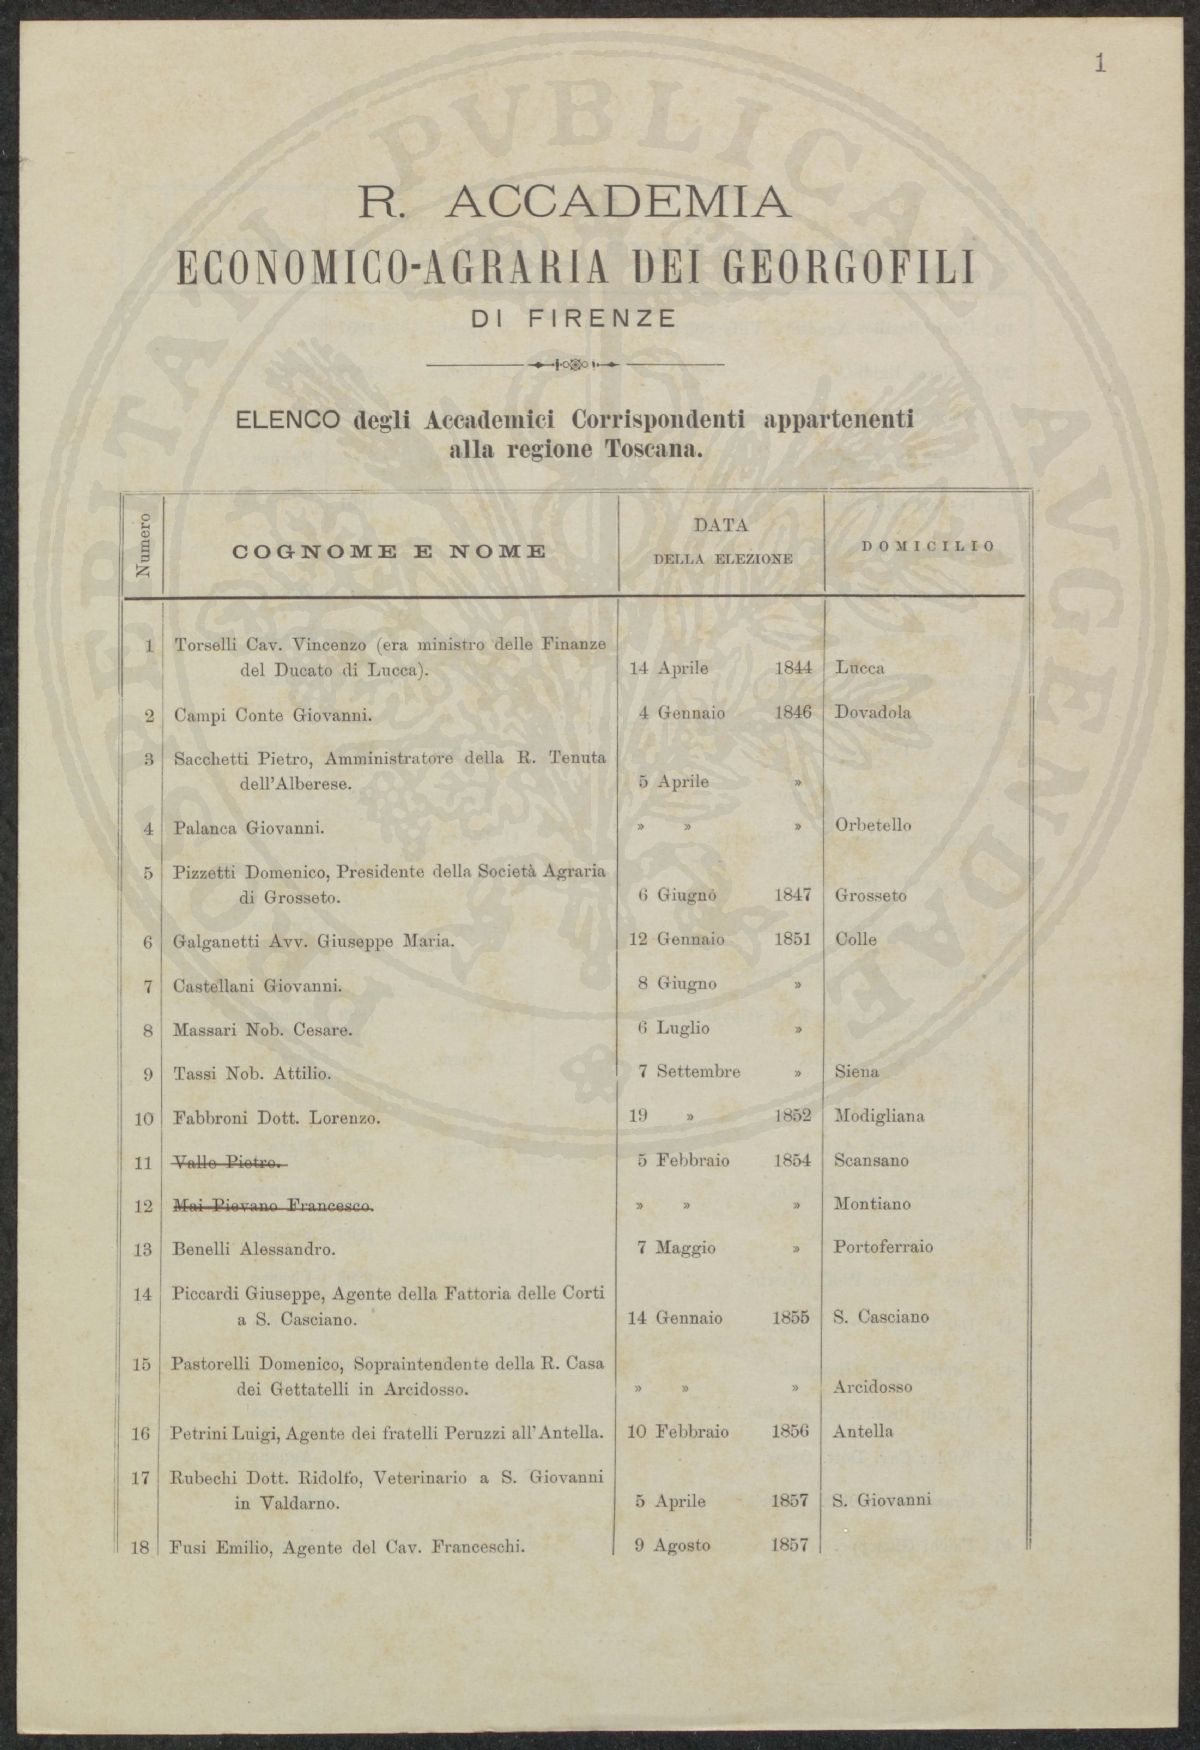 1
R. ACCADEMIA
ECONOMICO-AGRARIA DEI GEORGOFILI
DI FIRENZE
ELENCO degli Accademici Corrispondenti appartenenti
alla regione Toscana.
Numero COGNOME E NOME DATA DELLA ELEZIONE DOMICILIO
1 Torselli Cav. Vincenzo (era ministro delle Finanze
del Ducato di Lucca). 14 Aprile 1844 Lucca
2 Campi Conte Giovanni. 4 Gennaio 1846 Dovadola
3 Sacchetti Pietro, Amministratore della R. Tenuta
dell'Alberese. 5 Aprile »
4 Palanca Giovanni. » » » Orbetello
5 Pizzetti Domenico, Presidente della Società Agraria
di Grosseto. 6 Giugno 1847 Grosseto
6 Galganetti Avv. Giuseppe Maria. 12 Gennaio 1851 Colle
7 Castellani Giovanni. 8 Giugno »
8 Massari Nob. Cesare. 6 Luglio »
9 Tassi Nob. Attilio. 7 Settembre » Siena
10 Fabbroni Dott. Lorenzo. 19 » 1852 Modigliana
11 Valle Pietro. 5 Febbraio 1854 Scansano
12 Mai Pievano Francesco. » » » Montiano
13 Benelli Alessandro. 7 Maggio » Portoferraio
14 Piccardi Giuseppe, Agente della Fattoria delle Corti
a S. Casciano. 14 Gennaio 1855 S. Casciano
15 Pastorelli Domenico, Sopraintendente della R. Casa
dei Gettatelli in Arcidosso. » » » Arcidosso
16 Petrini Luigi, Agente dei fratelli Peruzzi all'Antella. 10 Febbraio 1856 Antella
17 Rubechi Dott. Ridolfo, Veterinario a S. Giovanni
in Valdarno. 5 Aprile 1857 S. Giovanni
18 Fusi Emilio, Agente del Cav. Franceschi. 9 Agosto 1857
PROSPERITATI PVBLICAE AVGENDAE